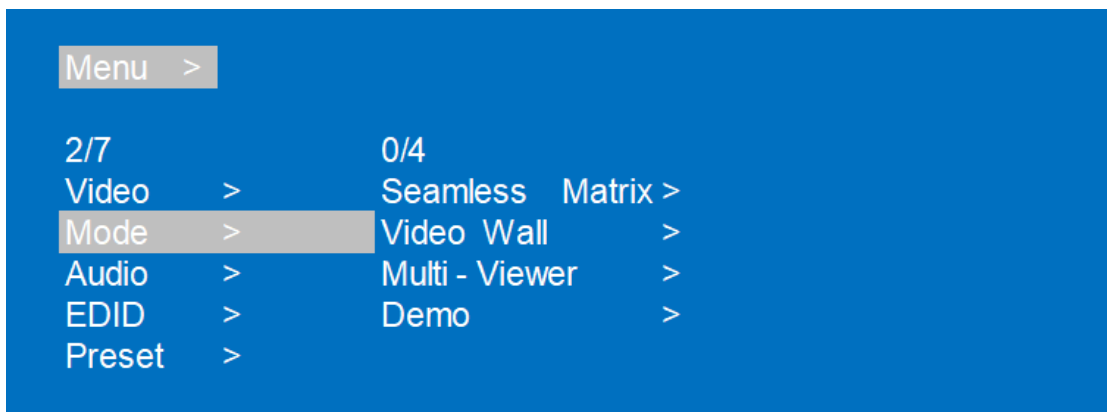 Menu >
2/7 0/4
Video > Seamless Matrix >
Mode > Video Wall >
Audio > Multi - Viewer >
EDID > Demo >
Preset >